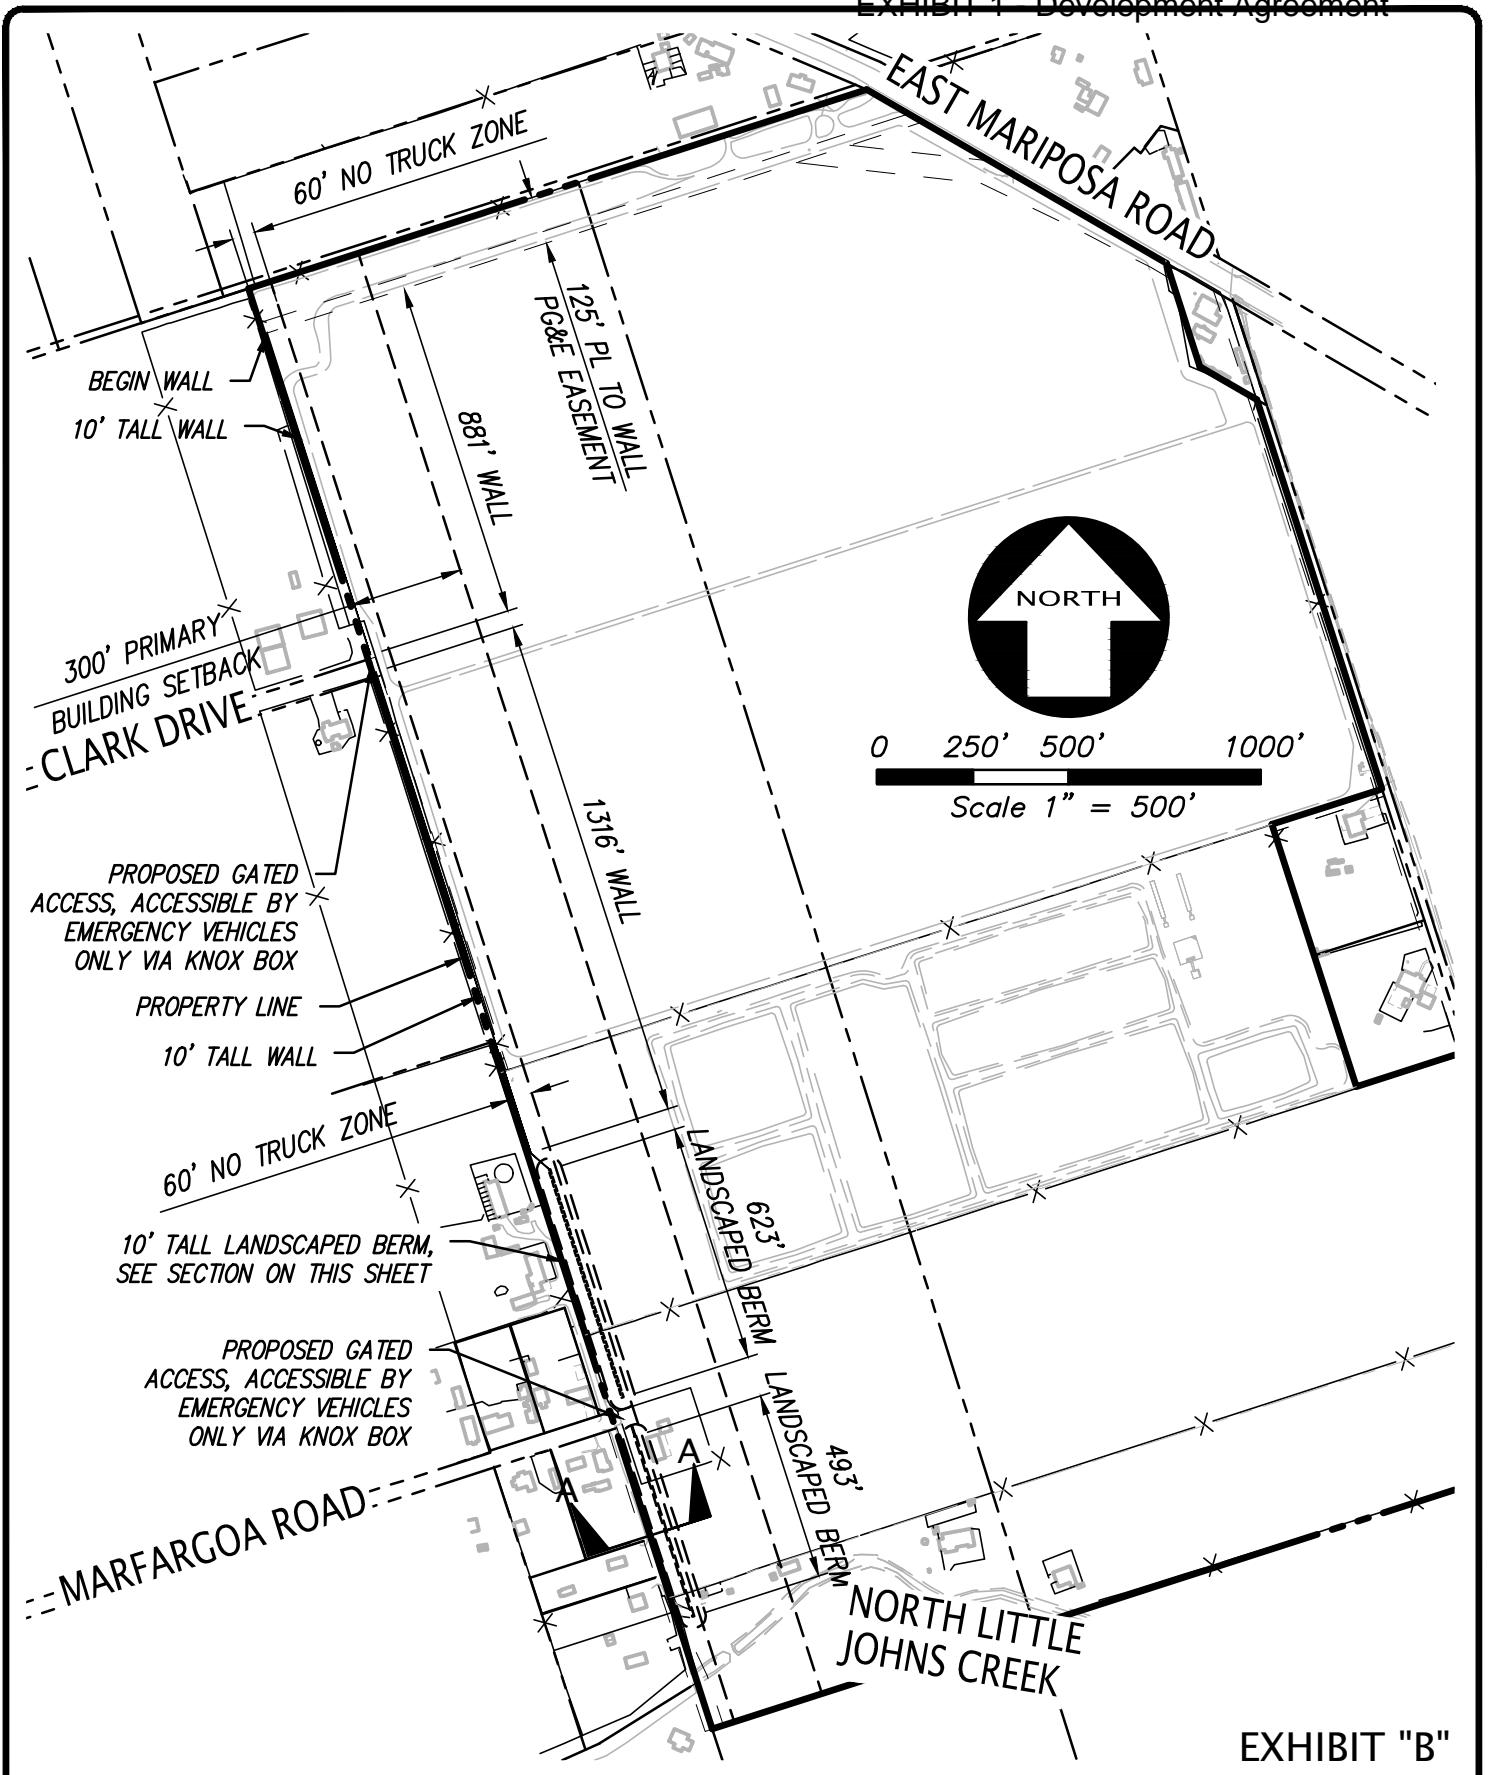 EXHIBIT 1 - Development Agreement
EAST MARIPOSA ROAD
60' NO TRUCK ZONE
125' PL TO WALL
PG&E EASEMENT
BEGIN WALL
10' TALL WALL
881' WALL
NORTH
300' PRIMARY
BUILDING SETBACK
CLARK DRIVE
0 250' 500' 1000'
Scale 1" = 500'
1316' WALL
PROPOSED GATED
ACCESS, ACCESSIBLE BY
EMERGENCY VEHICLES
ONLY VIA KNOX BOX
PROPERTY LINE
10' TALL WALL
60' NO TRUCK ZONE
623'
LANDSCAPED BERM
10' TALL LANDSCAPED BERM,
SEE SECTION ON THIS SHEET
PROPOSED GATED
ACCESS, ACCESSIBLE BY
EMERGENCY VEHICLES
ONLY VIA KNOX BOX
493'
LANDSCAPED BERM
A
A
MARFARGOA ROAD
NORTH LITTLE
JOHNS CREEK
EXHIBIT "B"